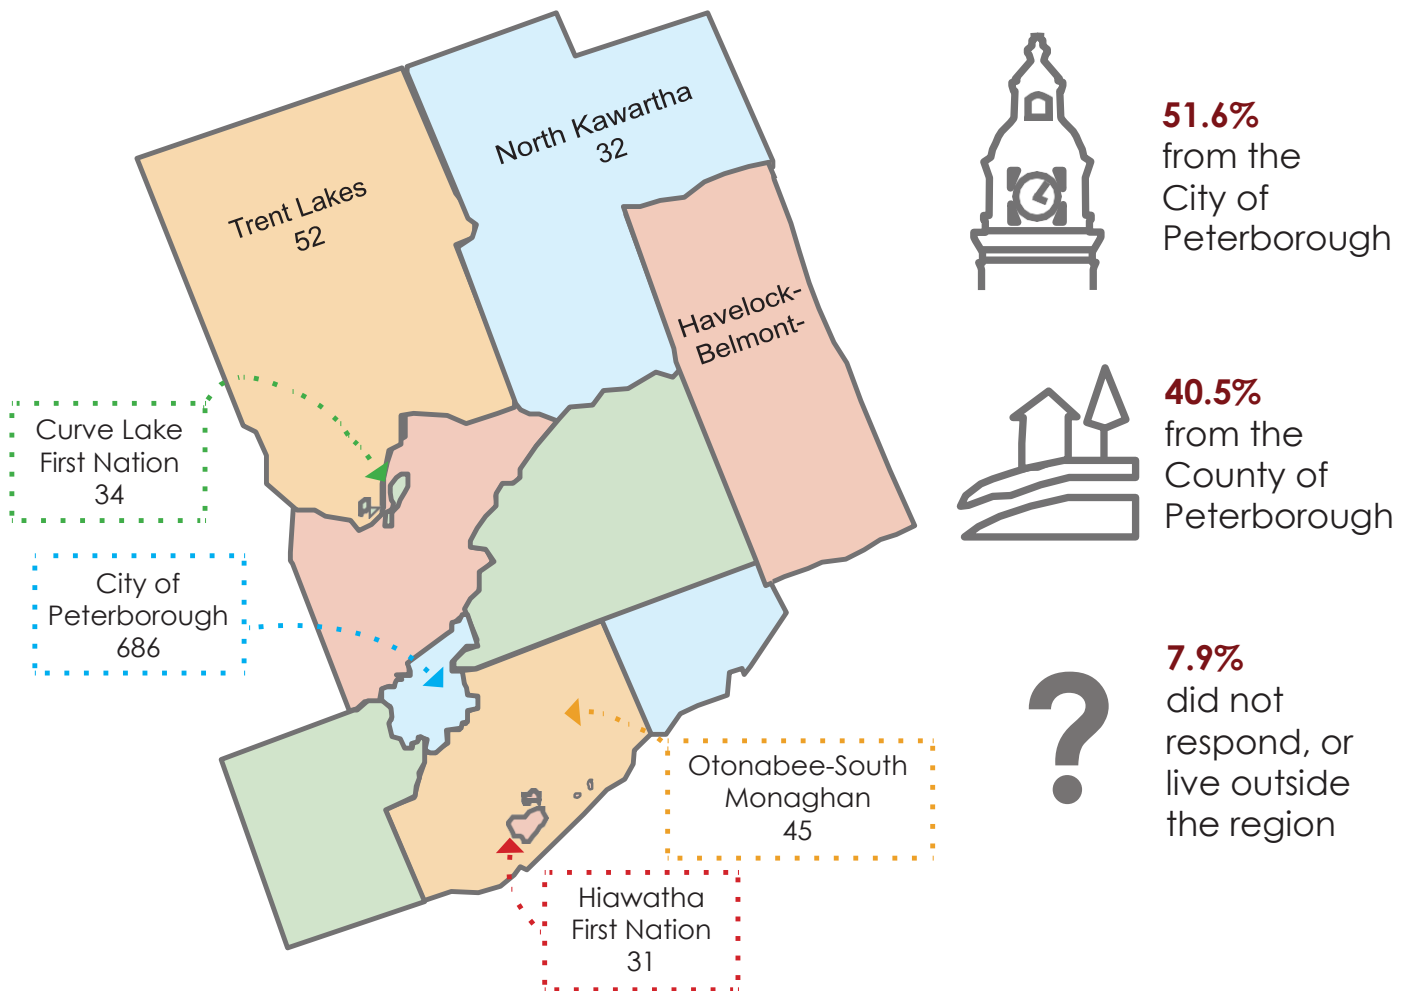 North Kawartha
32
Trent Lakes
52
Havelock-
Belmont-
Curve Lake
First Nation
34
City of
Peterborough
686
Otonabee-South
Monaghan
45
Hiawatha
First Nation
31
51.6%
from the
City of
Peterborough
40.5%
from the
County of
Peterborough
?
7.9%
did not
respond, or
live outside
the region